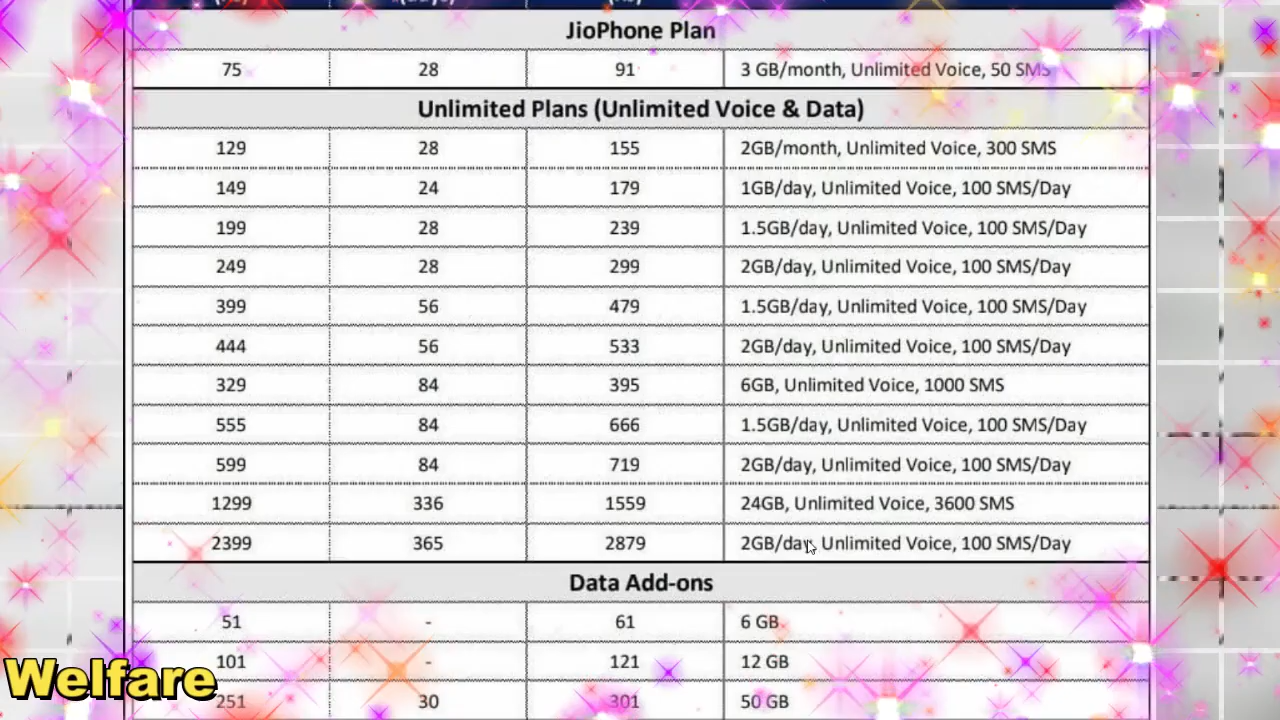 JioPhone Plan
75 28 91 3 GB/month, Unlimited Voice, 50 SMS
Unlimited Plans (Unlimited Voice & Data)
129 28 155 2GB/month, Unlimited Voice, 300 SMS
149 24 179 1GB/day, Unlimited Voice, 100 SMS/Day
199 28 239 1.5GB/day, Unlimited Voice, 100 SMS/Day
249 28 299 2GB/day, Unlimited Voice, 100 SMS/Day
399 56 479 1.5GB/day, Unlimited Voice, 100 SMS/Day
444 56 533 2GB/day, Unlimited Voice, 100 SMS/Day
329 84 395 6GB, Unlimited Voice, 1000 SMS
555 84 666 1.5GB/day, Unlimited Voice, 100 SMS/Day
599 84 719 2GB/day, Unlimited Voice, 100 SMS/Day
1299 336 1559 24GB, Unlimited Voice, 3600 SMS
2399 365 2879 2GB/day, Unlimited Voice, 100 SMS/Day
Data Add-ons
51 - 61 6 GB
101 - 121 12 GB
251 30 301 50 GB
Welfare